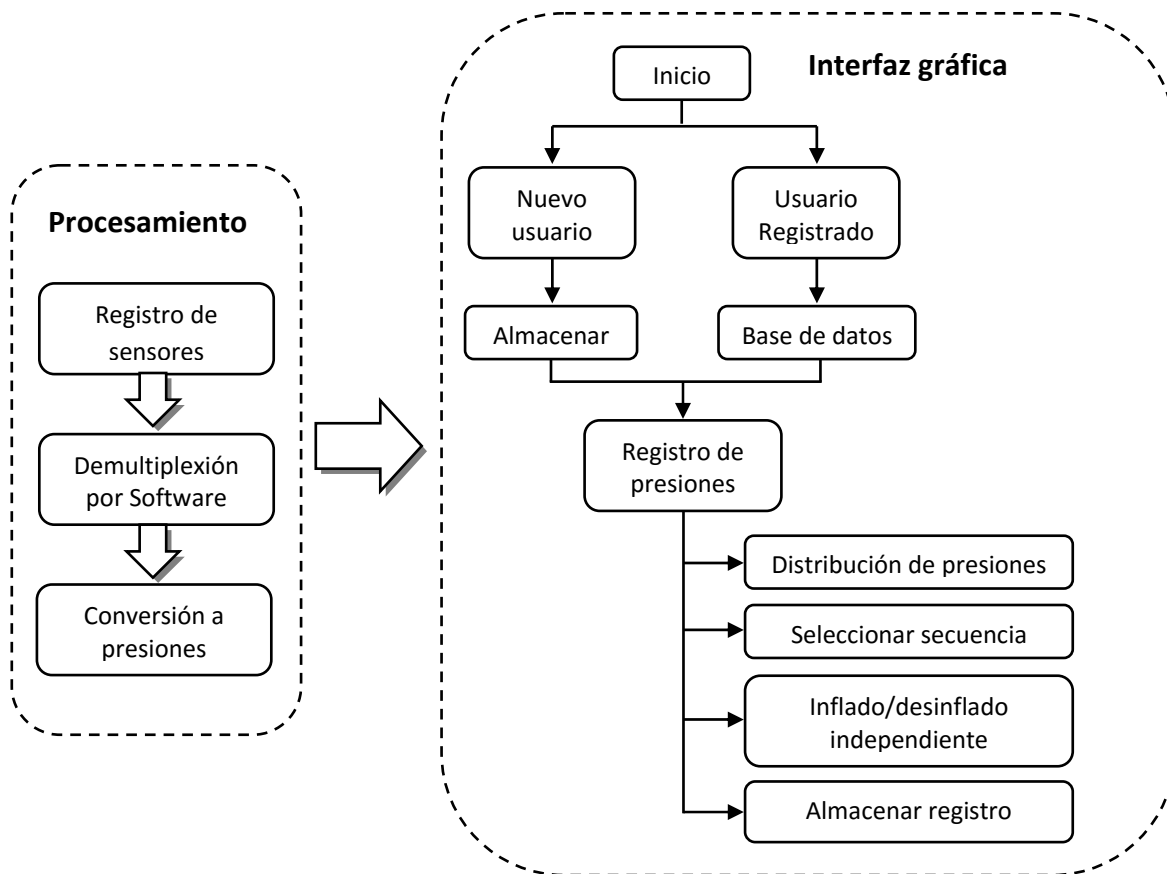 Procesamiento
Registro de
sensores
Demultiplexión
por Software
Conversión a
presiones
Interfaz gráfica
Inicio
Nuevo
usuario
Usuario
Registrado
Almacenar
Base de datos
Registro de
presiones
Distribución de presiones
Seleccionar secuencia
Inflado/desinflado
independiente
Almacenar registro